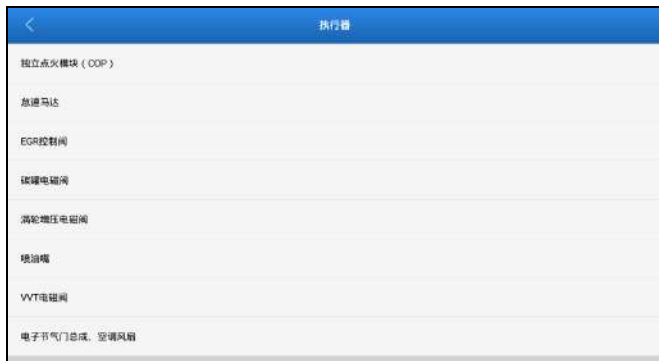 执行器
独立点火模块（COP）
怠速马达
EGR控制阀
碳罐电磁阀
涡轮增压电磁阀
喷油嘴
VVT电磁阀
电子节气门总成、空调风扇